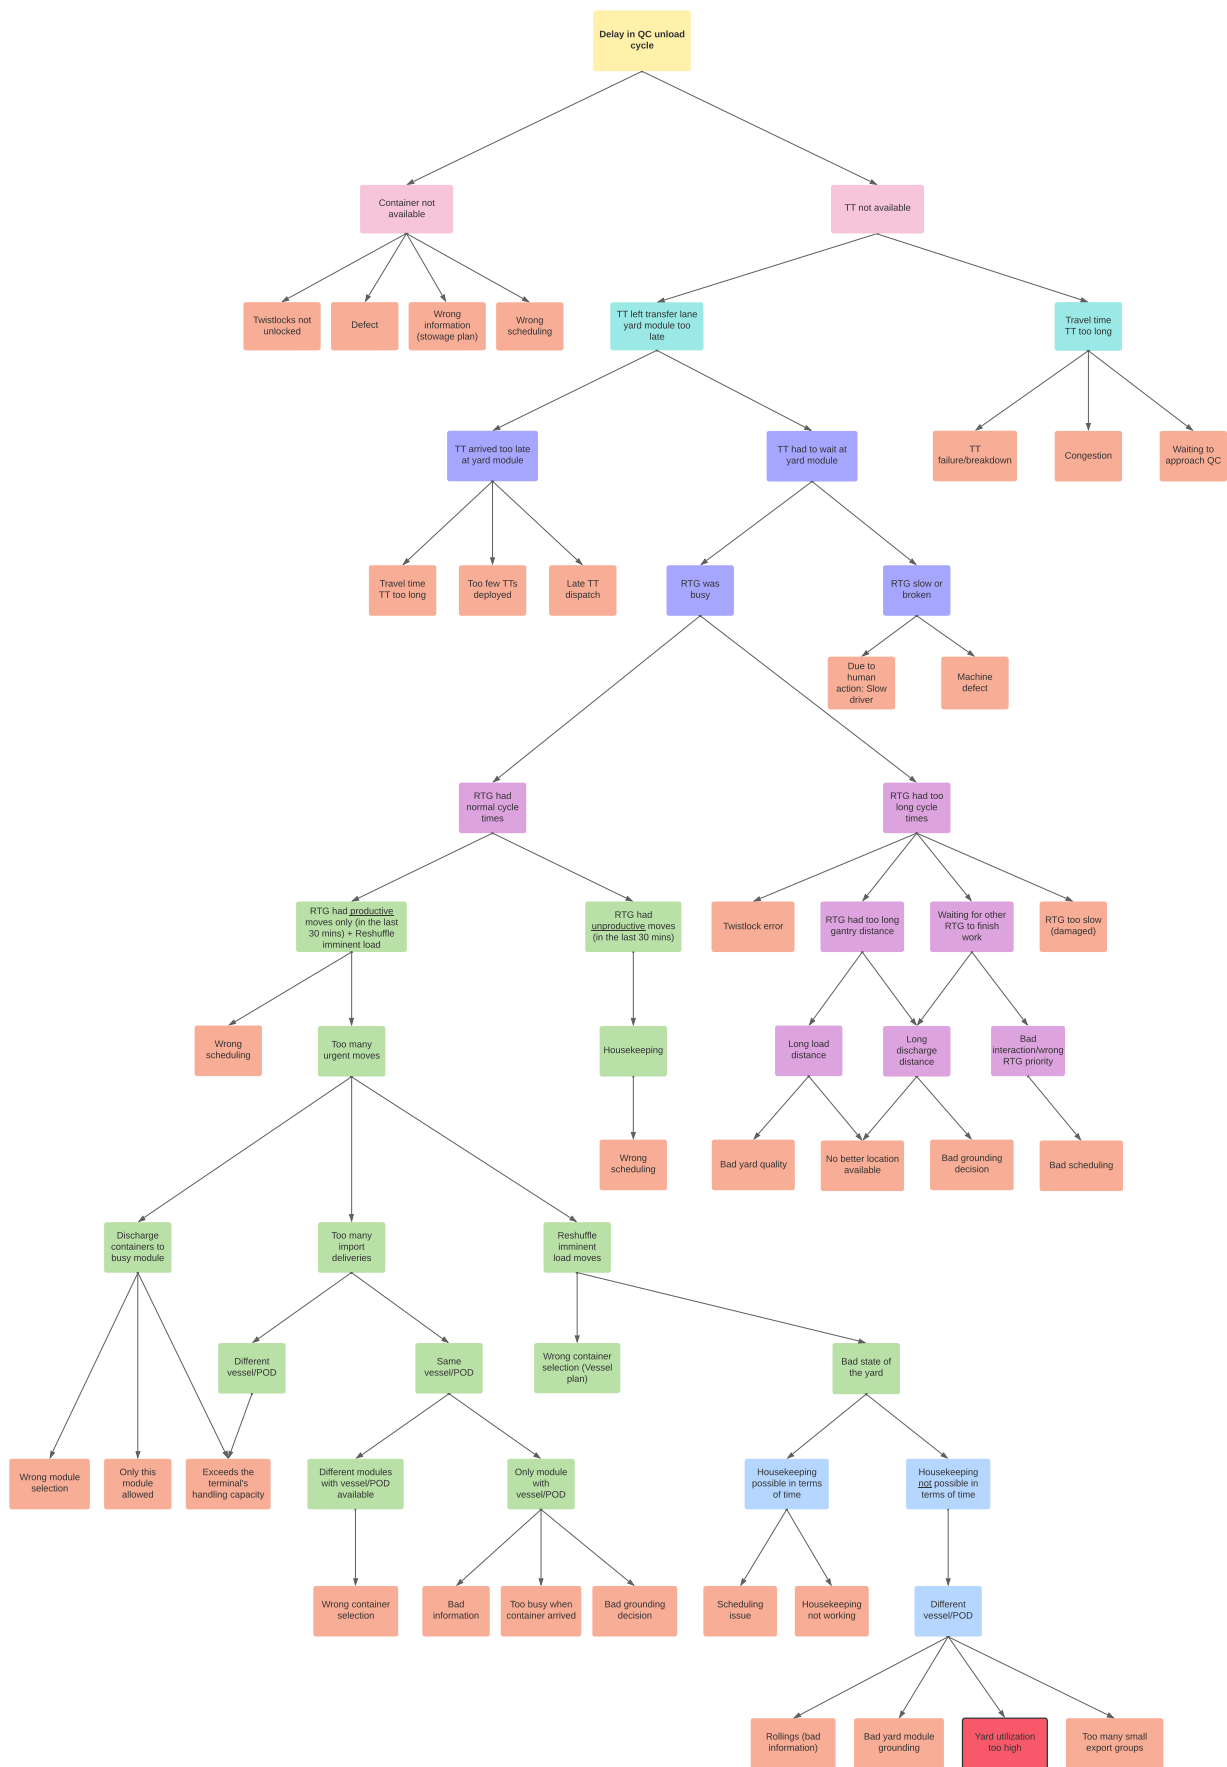 Delay in QC unload
cycle
Container not
available
TT not available
Twistlocks not
unlocked
Defect
Wrong
information
(stowage plan)
Wrong
scheduling
TT left transfer lane
yard module too
late
Travel time
TT too long
TT arrived too late
at yard module
TT had to wait at
yard module
TT
failure/breakdown
Congestion
Waiting to
approach QC
Travel time
TT too long
Too few TTs
deployed
Late TT
dispatch
RTG was
busy
RTG slow or
broken
Due to
human
action: Slow
driver
Machine
defect
RTG had
normal cycle
times
RTG had too
long cycle
times
RTG had productive
moves only (in the last
30 mins) + Reshuffle
imminent load
RTG had
unproductive moves
(in the last 30 mins)
Twistlock error
RTG had too long
gantry distance
Waiting for other
RTG to finish
work
RTG too slow
(damaged)
Wrong
scheduling
Too many
urgent moves
Housekeeping
Long load
distance
Long
discharge
distance
Bad
interaction/wrong
RTG priority
Wrong
scheduling
Bad yard quality
No better location
available
Bad grounding
decision
Bad scheduling
Discharge
containers to
busy module
Too many
import
deliveries
Reshuffle
imminent
load moves
Different
vessel/POD
Same
vessel/POD
Wrong container
selection (Vessel
plan)
Bad state of
the yard
Wrong module
selection
Only this
module
allowed
Exceeds the
terminal's
handling capacity
Different modules
with vessel/POD
available
Only module
with
vessel/POD
Housekeeping
possible in terms
of time
Housekeeping
not possible in
terms of time
Wrong container
selection
Bad
information
Too busy when
container arrived
Bad grounding
decision
Scheduling
issue
Housekeeping
not working
Different
vessel/POD
Rollings (bad
information)
Bad yard module
grounding
Yard utilization
too high
Too many small
export groups